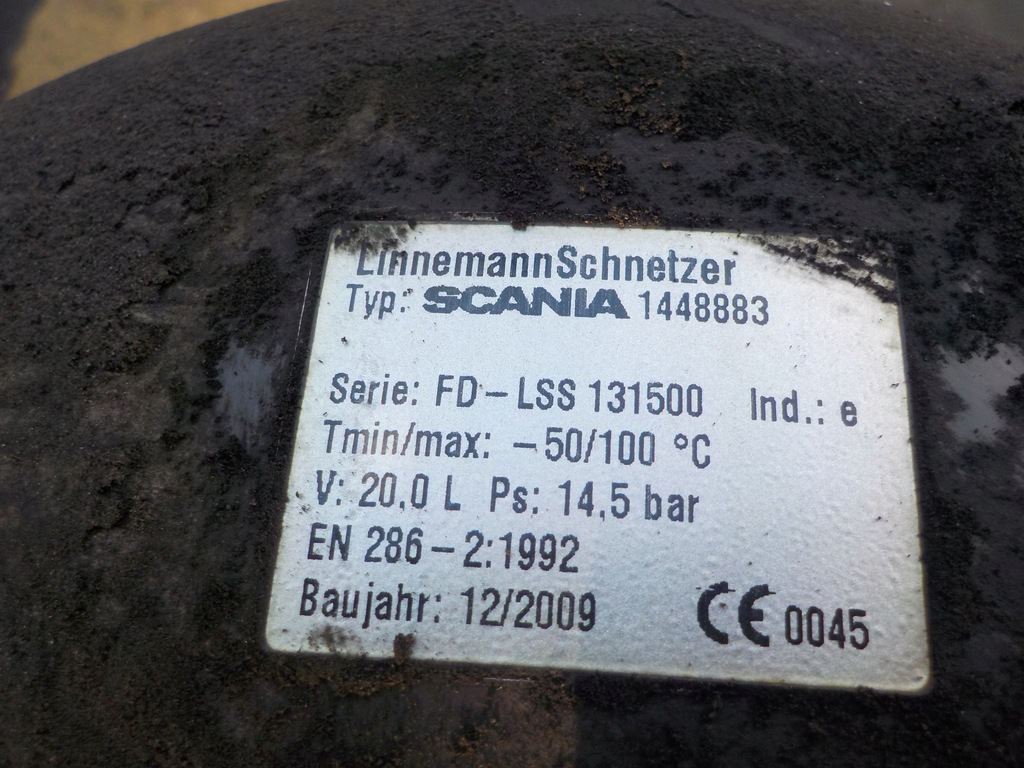 LinnemannSchnetzer
Typ: SCANIA 1448883
Serie: FD-LSS 131500 Ind.: e
Tmin/max: -50/100 °C
V: 20,0 L Ps: 14,5 bar
EN 286-2:1992
Baujahr: 12/2009 CE 0045